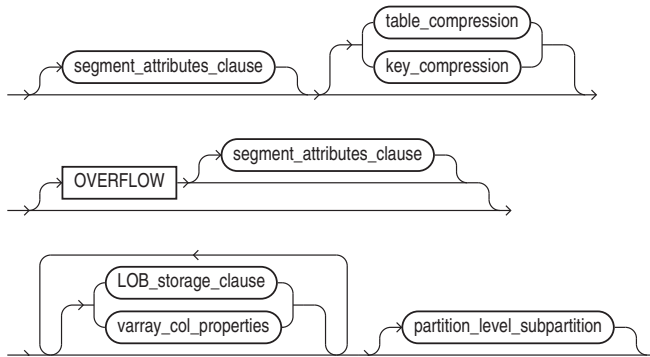 table_compression
segment_attributes_clause
key_compression
segment_attributes_clause
OVERFLOW
LOB_storage_clause
varray_col_properties
partition_level_subpartition